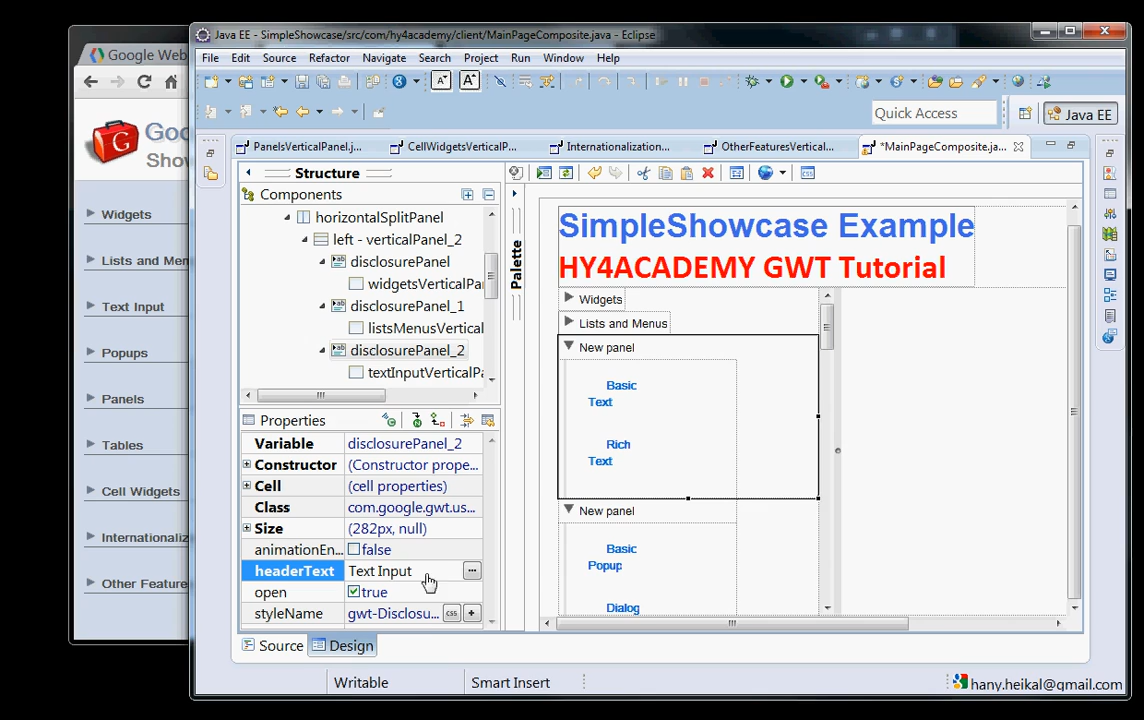 Google Web
Goo
Show
Widgets
Lists and Men
Text Input
Popups
Panels
Tables
Cell Widgets
Internationaliz
Other Feature
Java EE - SimpleShowcase/src/com/hy4academy/client/MainPageComposite.java - Eclipse
File Edit Source Refactor Navigate Search Project Run Window Help
Quick Access
Java EE
PanelsVerticalPanel.j... CellWidgetsVerticalP... Internationalization... OtherFeaturesVertical... *MainPageComposite.ja...
Structure
Components
horizontalSplitPanel
left - verticalPanel_2
disclosurePanel
widgetsVerticalPa
disclosurePanel_1
listsMenusVertical
disclosurePanel_2
textInputVerticalPa
Properties
Variable disclosurePanel_2
Constructor (Constructor prope...
Cell (cell properties)
Class com.google.gwt.us...
Size (282px, null)
animationEn... false
headerText Text Input
open true
styleName gwt-Disclosu... css
Source Design
Palette
SimpleShowcase Example
HY4ACADEMY GWT Tutorial
Widgets
Lists and Menus
New panel
Basic
Text
Rich
Text
New panel
Basic
Popup
Dialog
Writable Smart Insert hany.heikal@gmail.com